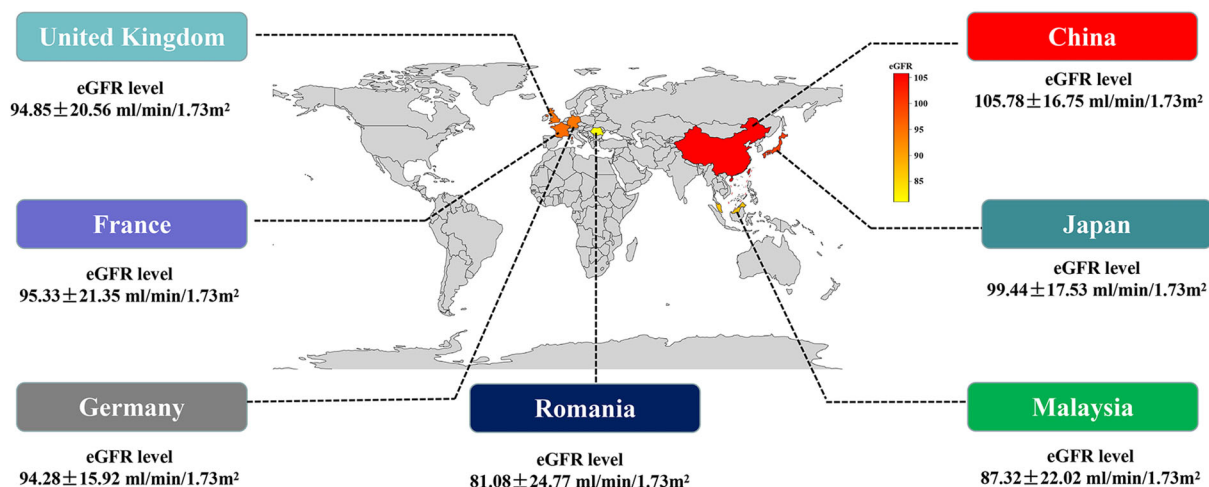 United Kingdom
eGFR level
94.85±20.56 ml/min/1.73m²
China
eGFR level
105.78±16.75 ml/min/1.73m²
eGFR
105
100
95
90
85
France
eGFR level
95.33±21.35 ml/min/1.73m²
Japan
eGFR level
99.44±17.53 ml/min/1.73m²
Germany
eGFR level
94.28±15.92 ml/min/1.73m²
Romania
eGFR level
81.08±24.77 ml/min/1.73m²
Malaysia
eGFR level
87.32±22.02 ml/min/1.73m²